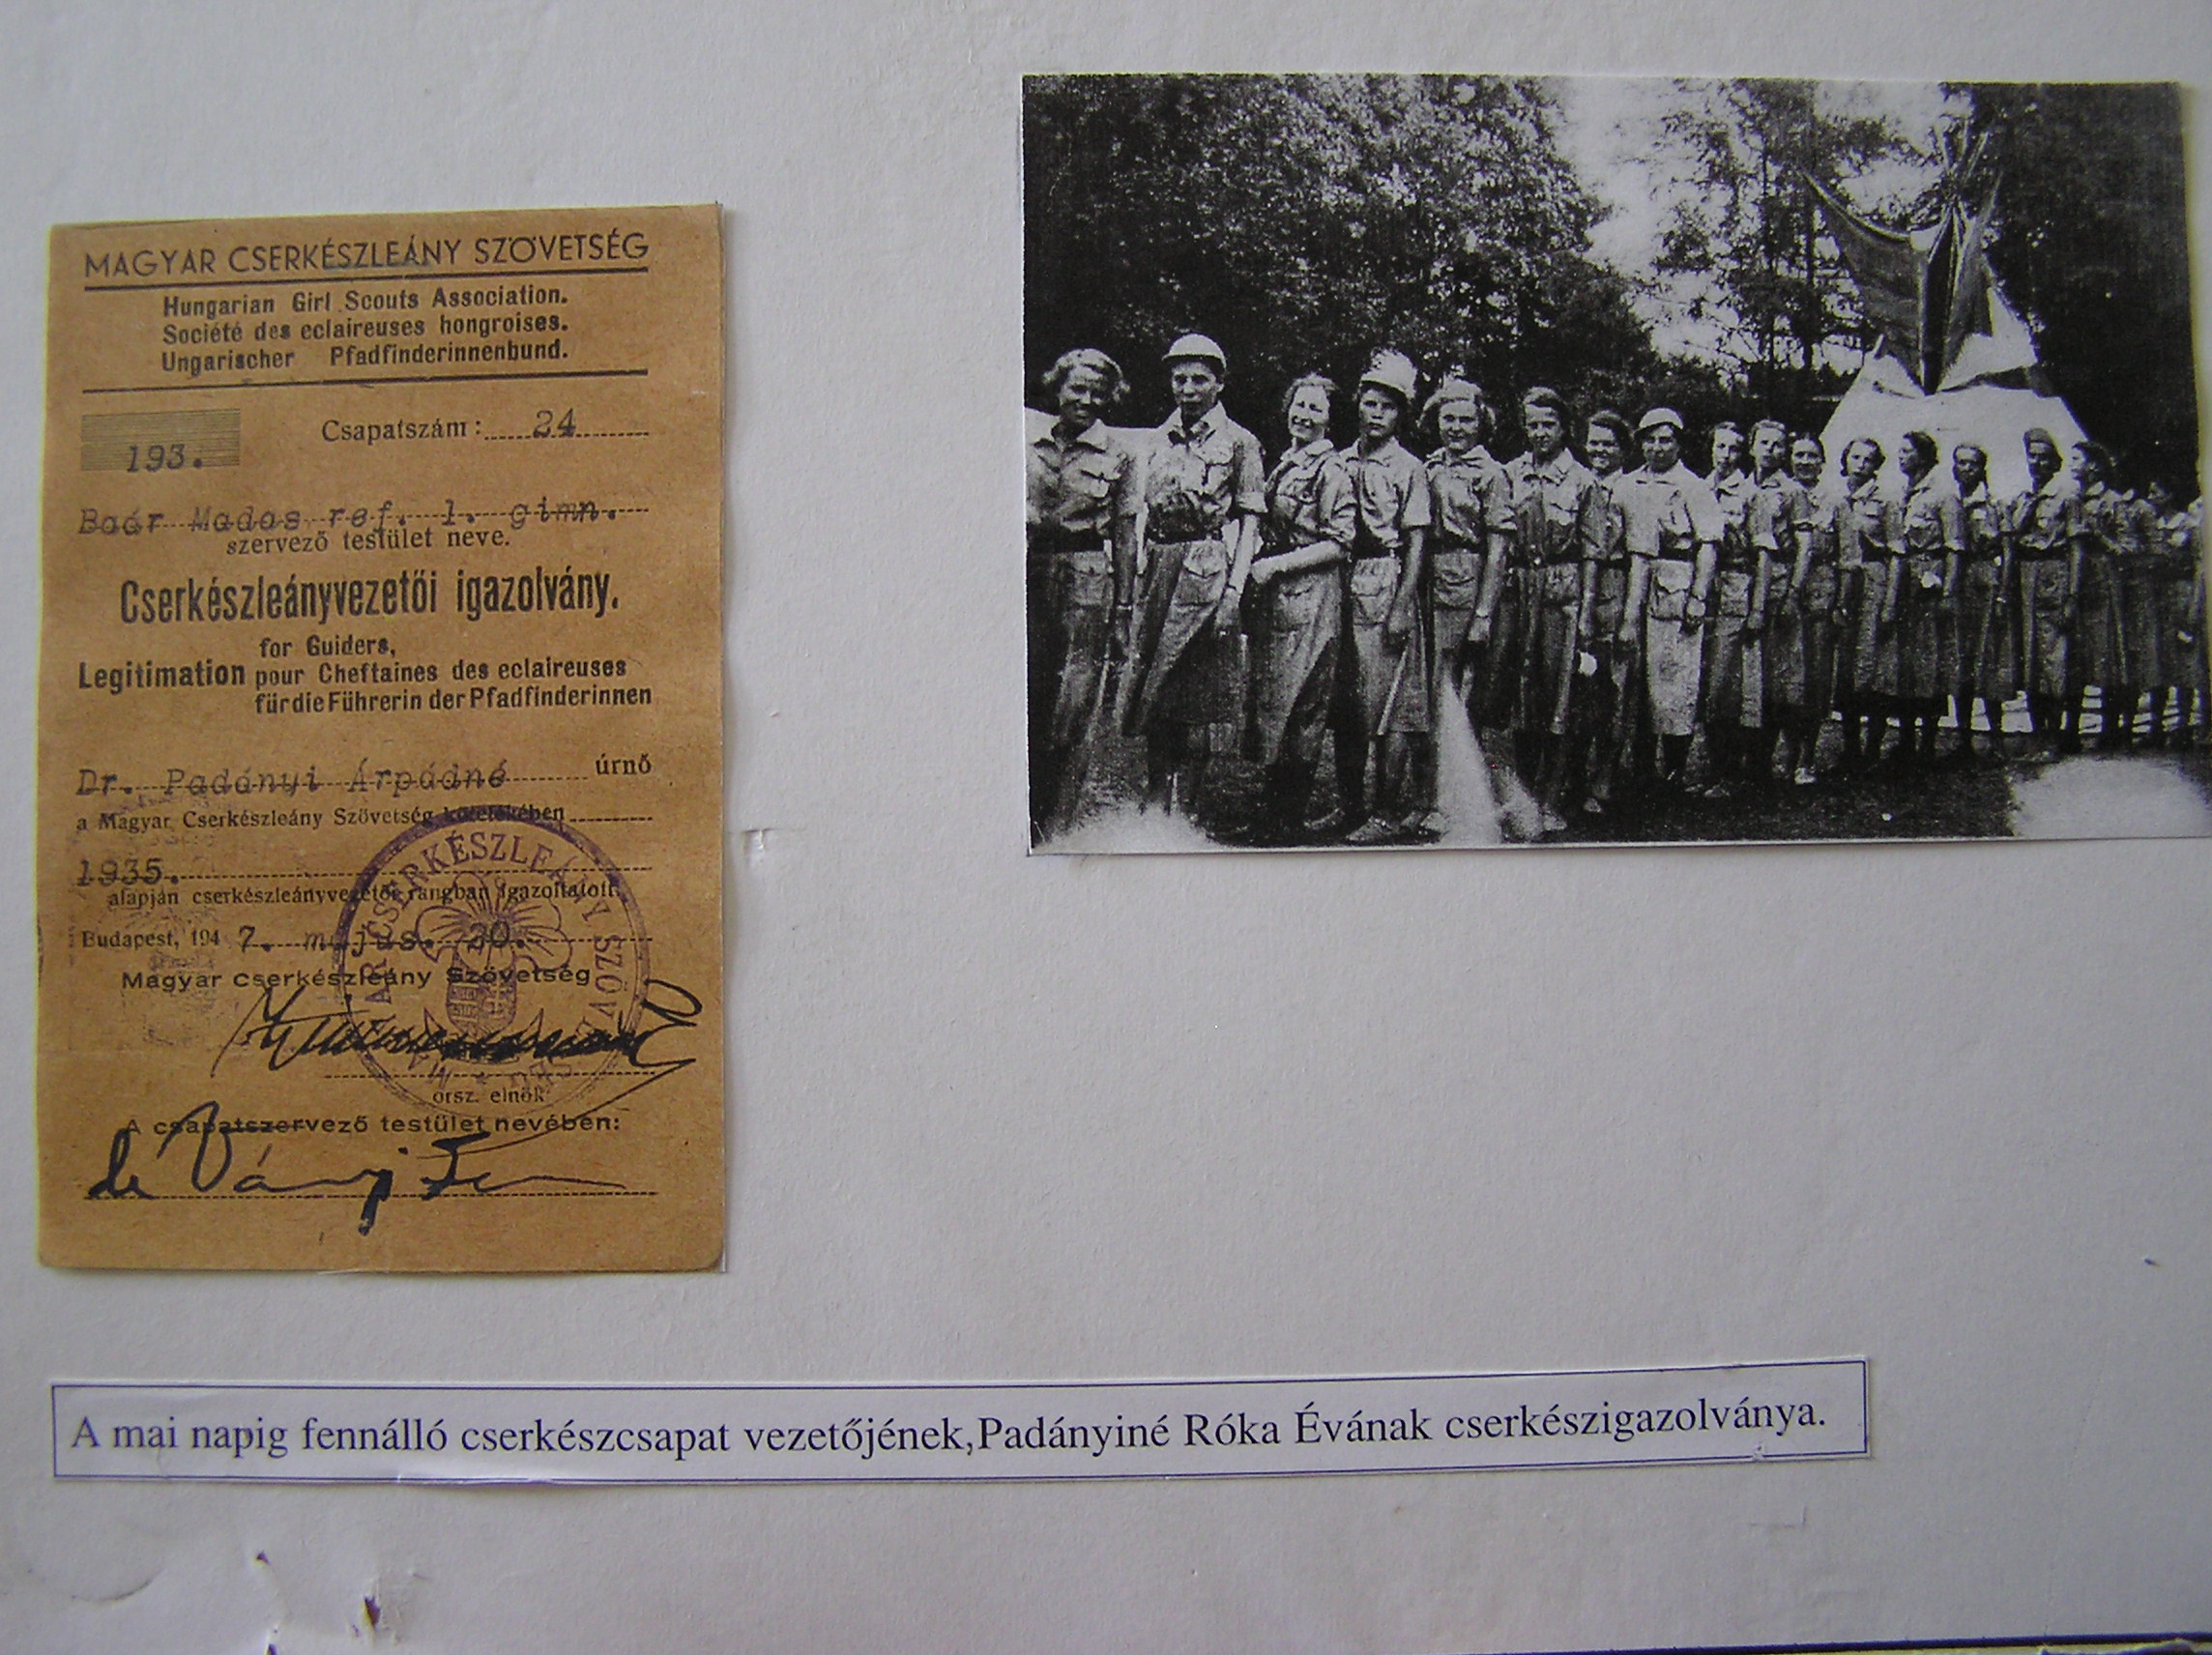 MAGYAR CSERKÉSZLEÁNY SZÖVETSÉG
Hungarian Girl Scouts Association.
Société des eclaireuses hongroises.
Ungarischer Pfadfinderinnenbund.
193.
Csapatszám: 24
Baár Madas ref. l. gimn.
szervező testület neve.
Cserkészleányvezetői igazolvány.
for Guiders,
Legitimation pour Cheftaines des eclaireuses
für die Führerin der Pfadfinderinnen
Dr. Padányi Árpádné úrnő
a Magyar Cserkészleány Szövetség kötelékében
1935.
alapján cserkészleányvezetői rangban igazoltatott.
Budapest, 194 7. május. 30.
Magyar Cserkészleány Szövetség
orsz. elnök
A csapatszervező testület nevében:
A mai napig fennálló cserkészcsapat vezetőjének,Padányiné Róka Évának cserkészigazolványa.